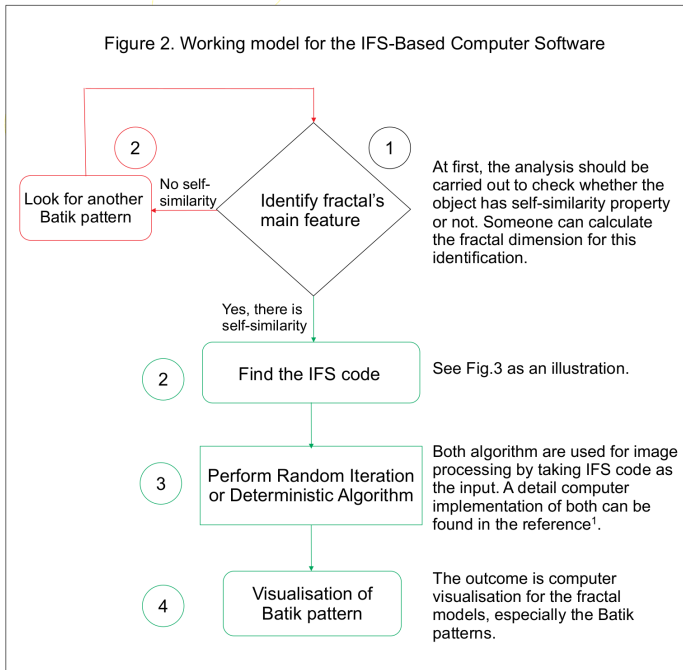 Figure 2. Working model for the IFS-Based Computer Software
1
Identify fractal's
main feature
At first, the analysis should be
carried out to check whether the
object has self-similarity property
or not. Someone can calculate
the fractal dimension for this
identification.
No self-
similarity
2
Look for another
Batik pattern
Yes, there is
self-similarity
2
Find the IFS code
See Fig.3 as an illustration.
3
Perform Random Iteration
or Deterministic Algorithm
Both algorithm are used for image
processing by taking IFS code as
the input. A detail computer
implementation of both can be
found in the reference¹.
4
Visualisation of
Batik pattern
The outcome is computer
visualisation for the fractal
models, especially the Batik
patterns.